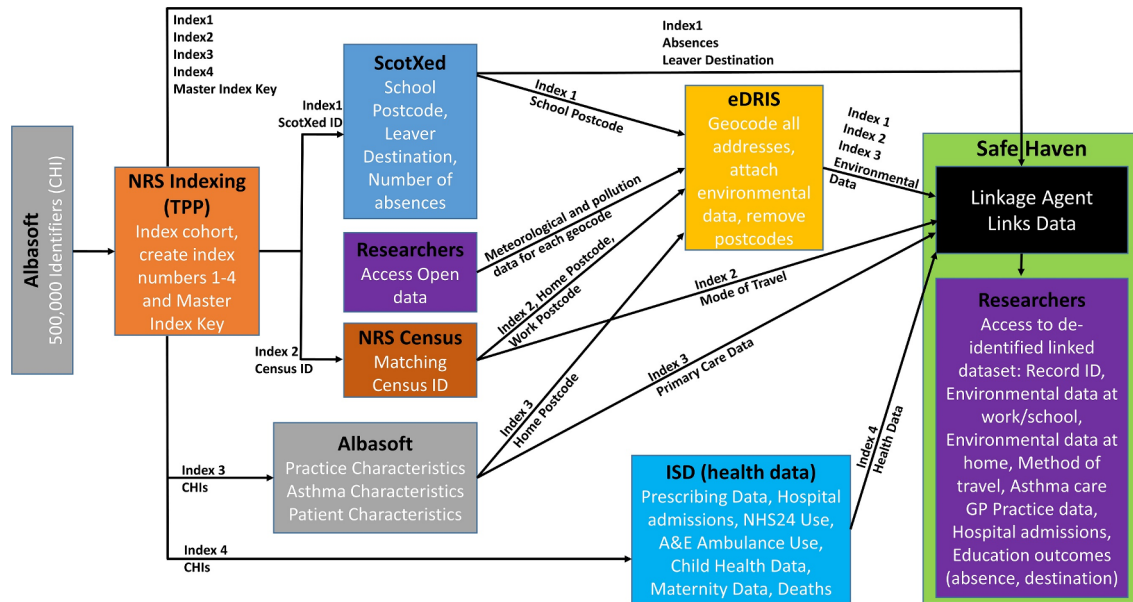 Index1
Index2
Index3
Index4
Master Index Key
Index1
Absences
Leaver Destination
Albasoft
500,000 Identifiers (CHI)
NRS Indexing
(TPP)
Index cohort,
create index
numbers 1-4
and Master
Index Key
Index1
ScotXed ID
Index 2
Census ID
Index 3
CHIs
Index 4
CHIs
ScotXed
School
Postcode,
Leaver
Destination,
Number of
absences
Researchers
Access Open
data
NRS Census
Matching
Census ID
Albasoft
Practice Characteristics
Asthma Characteristics
Patient Characteristics
Index 1
School Postcode
Meteorological and pollution
data for each geocode
Index 2, Home Postcode,
Work Postcode
Index 3
Home Postcode
eDRIS
Geocode all
addresses,
attach
environmental
data, remove
postcodes
Index 1
Index 2
Index 3
Environmental
Data
Index 2
Mode of Travel
Index 3
Primary Care Data
ISD (health data)
Prescribing Data, Hospital
admissions, NHS24 Use,
A&E Ambulance Use,
Child Health Data,
Maternity Data, Deaths
Index 4
Health Data
Safe Haven
Linkage Agent
Links Data
Researchers
Access to de-
identified linked
dataset: Record ID,
Environmental data at
work/school,
Environmental data at
home, Method of
travel, Asthma care
GP Practice data,
Hospital admissions,
Education outcomes
(absence, destination)